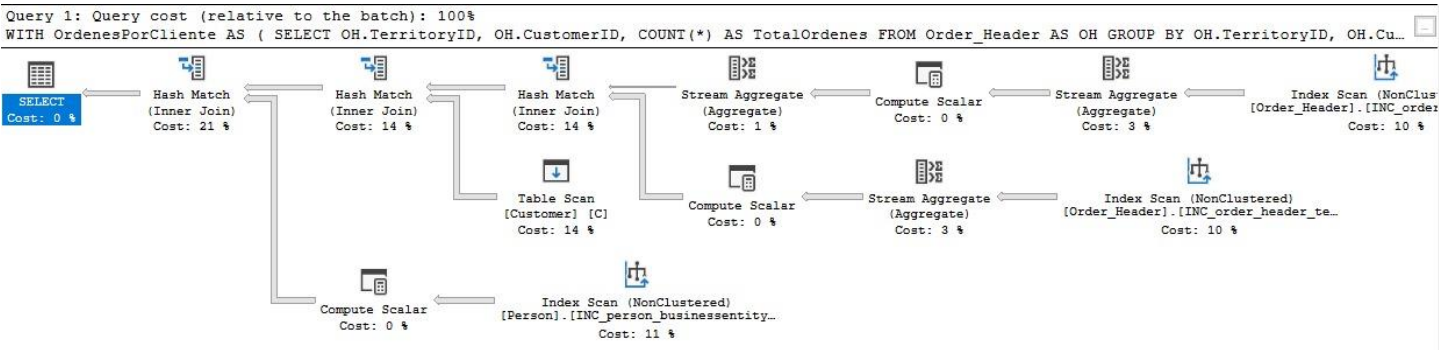 Query 1: Query cost (relative to the batch): 100%
WITH OrdenesPorCliente AS ( SELECT OH.TerritoryID, OH.CustomerID, COUNT(*) AS TotalOrdenes FROM Order_Header AS OH GROUP BY OH.TerritoryID, OH.Cu…
SELECT
Cost: 0 %
Hash Match
(Inner Join)
Cost: 21 %
Hash Match
(Inner Join)
Cost: 14 %
Hash Match
(Inner Join)
Cost: 14 %
Stream Aggregate
(Aggregate)
Cost: 1 %
Compute Scalar
Cost: 0 %
Stream Aggregate
(Aggregate)
Cost: 3 %
Index Scan (NonClus
[Order_Header].[INC_order
Cost: 10 %
Table Scan
[Customer] [C]
Cost: 14 %
Compute Scalar
Cost: 0 %
Stream Aggregate
(Aggregate)
Cost: 3 %
Index Scan (NonClustered)
[Order_Header].[INC_order_header_te…
Cost: 10 %
Compute Scalar
Cost: 0 %
Index Scan (NonClustered)
[Person].[INC_person_businessentity…
Cost: 11 %